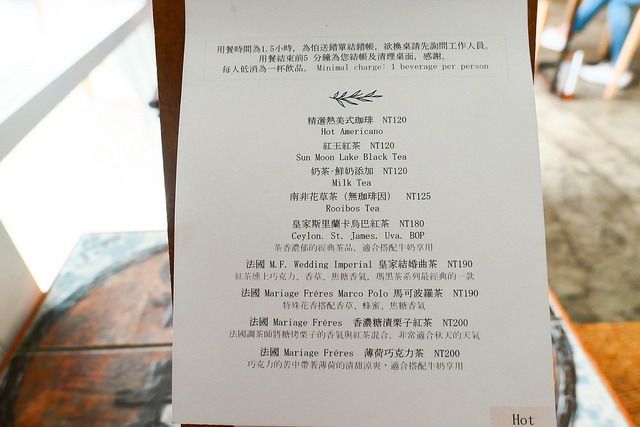 用餐時間為1.5小時，為怕送錯單結錯帳，欲換桌請先詢問工作人員。
用餐結束前5 分鐘為您結帳及清理桌面，感謝。
每人低消為一杯飲品。 Minimal charge: 1 beverage per person
精選熱美式珈琲 NT120
Hot Americano
紅玉紅茶 NT120
Sun Moon Lake Black Tea
奶茶·鮮奶添加 NT120
Milk Tea
南非花草茶（無珈琲因） NT125
Rooibos Tea
皇家斯里蘭卡烏巴紅茶 NT180
Ceylon. St. James. Uva. BOP
茶香濃郁的經典茶品，適合搭配牛奶享用
法國 M.F. Wedding Imperial 皇家結婚曲茶 NT190
紅茶燻上巧克力、香草、焦糖香氣，瑪黑茶系列最經典的一款
法國 Mariage Fréres Marco Polo 馬可波羅茶 NT190
特殊花香搭配香草、蜂蜜、焦糖香氣
法國 Mariage Fréres 香濃糖漬栗子紅茶 NT200
法國調茶師將糖烤栗子的香氣與紅茶混合，非常適合秋天的天氣
法國 Mariage Fréres 薄荷巧克力茶 NT200
巧克力的苦中帶著薄荷的清甜涼爽，適合搭配牛奶享用
Hot